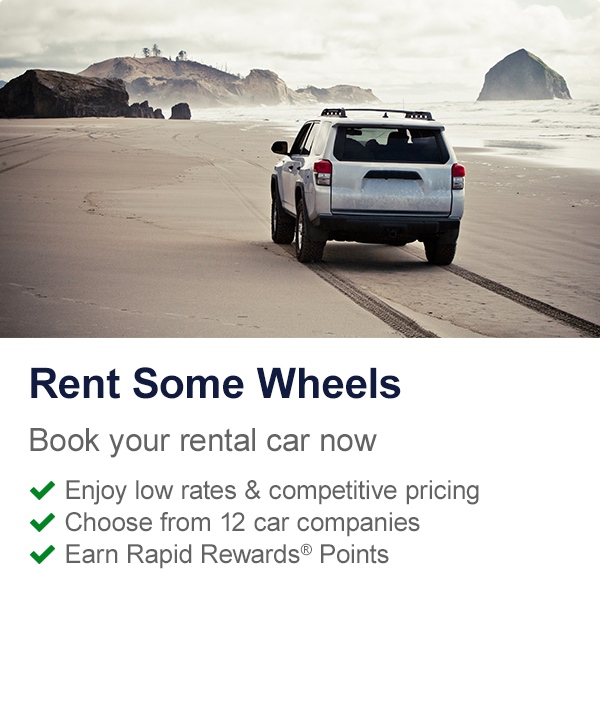 Rent Some Wheels
Book your rental car now
Enjoy low rates & competitive pricing
Choose from 12 car companies
Earn Rapid Rewards® Points